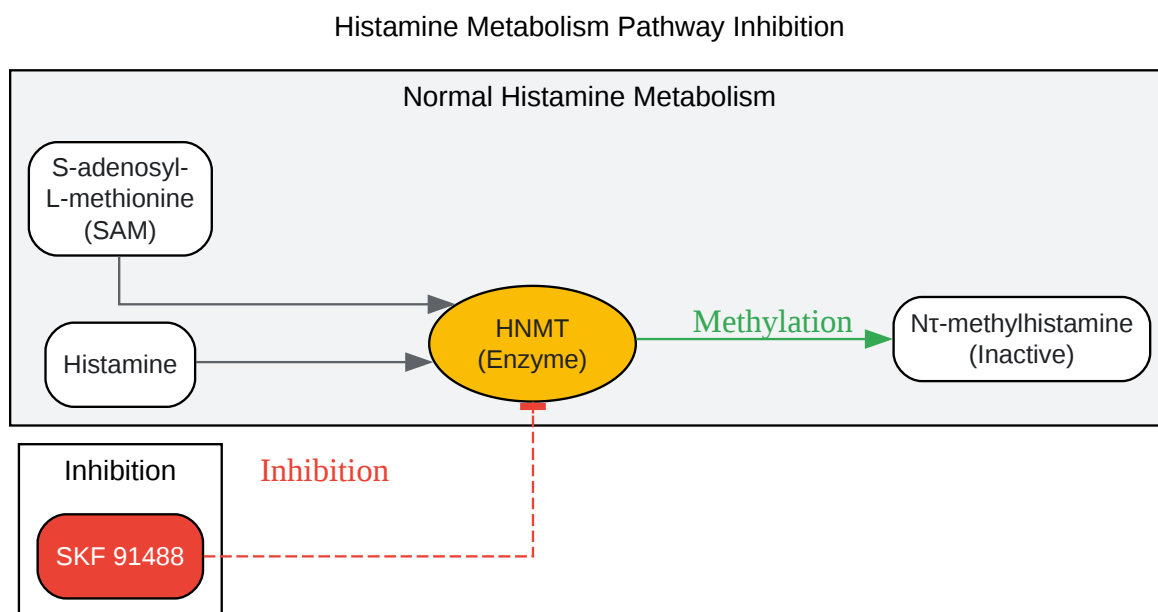 Histamine Metabolism Pathway Inhibition
Normal Histamine Metabolism
S-adenosyl-
L-methionine
(SAM)
Histamine
HNMT
(Enzyme)
Methylation
Nτ-methylhistamine
(Inactive)
Inhibition
Inhibition
SKF 91488